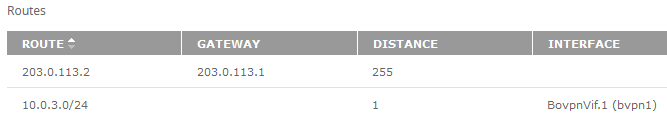 Routes
ROUTE GATEWAY DISTANCE INTERFACE
203.0.113.2 203.0.113.1 255
10.0.3.0/24 1 BovpnVif.1 (bvpn1)